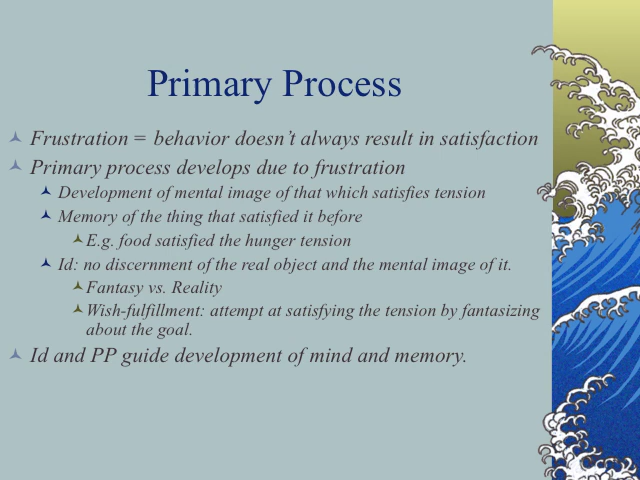 Primary Process
Frustration = behavior doesn't always result in satisfaction
Primary process develops due to frustration
Development of mental image of that which satisfies tension
Memory of the thing that satisfied it before
E.g. food satisfied the hunger tension
Id: no discernment of the real object and the mental image of it.
Fantasy vs. Reality
Wish-fulfillment: attempt at satisfying the tension by fantasizing
about the goal.
Id and PP guide development of mind and memory.